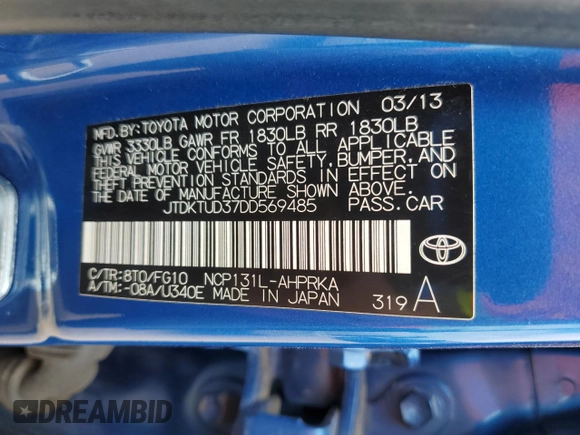 MFD.BY:TOYOTA MOTOR CORPORATION 03/13
GVWR 3330LB GAWR FR 1830LB RR 1830LB
THIS VEHICLE CONFORMS TO ALL APPLICABLE
FEDERAL MOTOR VEHICLE SAFETY,BUMPER,AND
THEFT PREVENTION STANDARDS IN EFFECT ON
THE DATE OF MANUFACTURE SHOWN ABOVE.
JTDKTUD37DD569485 PASS.CAR
C/TR:8T0/FG10 NCP131L-AHPRKA
A/TM:-08A/U340E MADE IN JAPAN
319 A
TOYOTA
DREAMBID